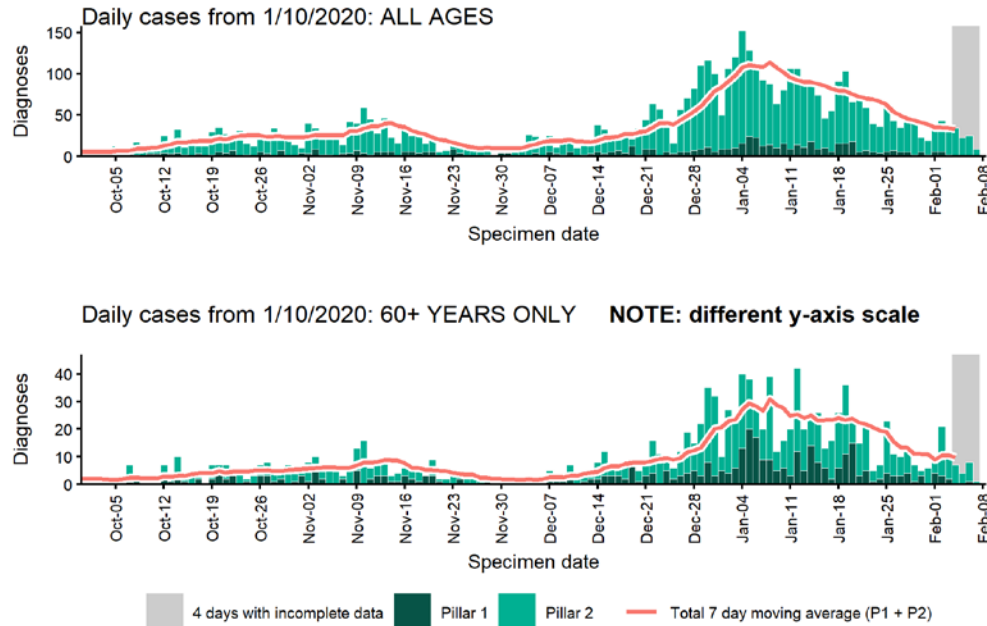 Daily cases from 1/10/2020: ALL AGES
150
100
50
0
Diagnoses
Oct-05
Oct-12
Oct-19
Oct-26
Nov-02
Nov-09
Nov-16
Nov-23
Nov-30
Dec-07
Dec-14
Dec-21
Dec-28
Jan-04
Jan-11
Jan-18
Jan-25
Feb-01
Feb-08
Specimen date
Daily cases from 1/10/2020: 60+ YEARS ONLY NOTE: different y-axis scale
40
30
20
10
0
Diagnoses
Oct-05
Oct-12
Oct-19
Oct-26
Nov-02
Nov-09
Nov-16
Nov-23
Nov-30
Dec-07
Dec-14
Dec-21
Dec-28
Jan-04
Jan-11
Jan-18
Jan-25
Feb-01
Feb-08
Specimen date
4 days with incomplete data Pillar 1 Pillar 2 Total 7 day moving average (P1 + P2)